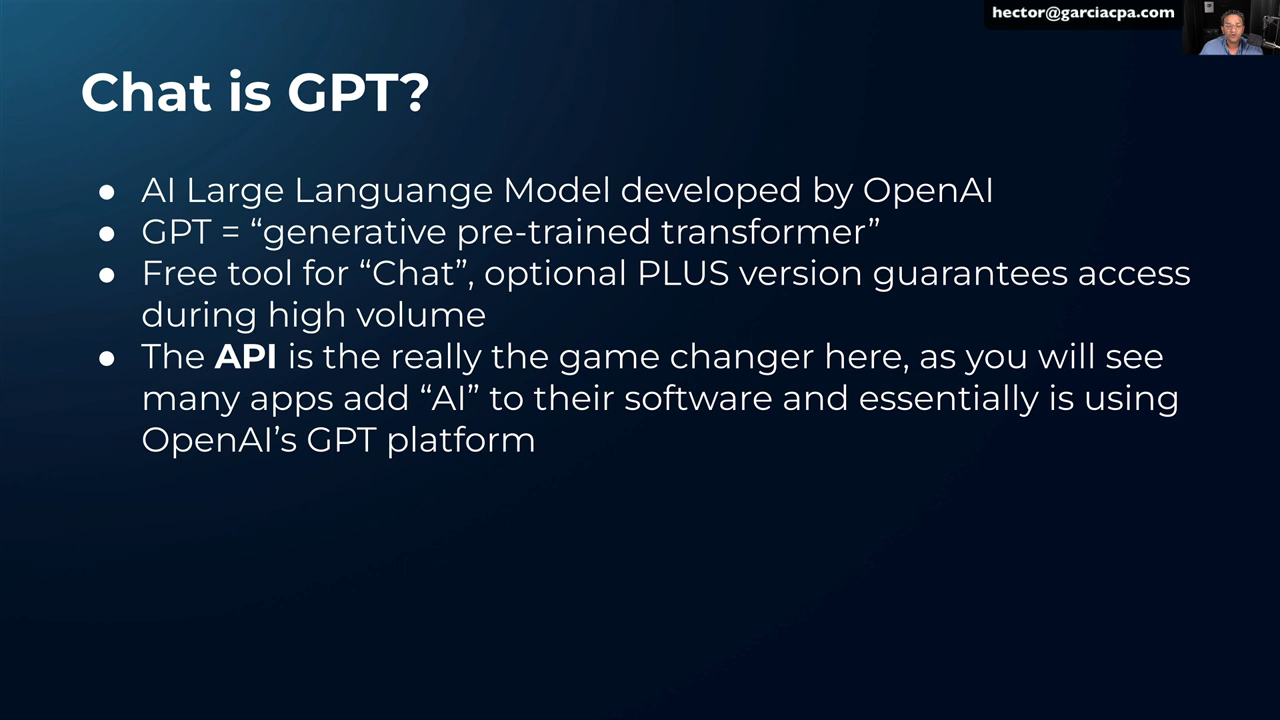 hector@garciacpa.com
Chat is GPT?
● AI Large Languange Model developed by OpenAI
● GPT = “generative pre-trained transformer”
● Free tool for “Chat”, optional PLUS version guarantees access
during high volume
● The API is the really the game changer here, as you will see
many apps add “AI” to their software and essentially is using
OpenAI’s GPT platform